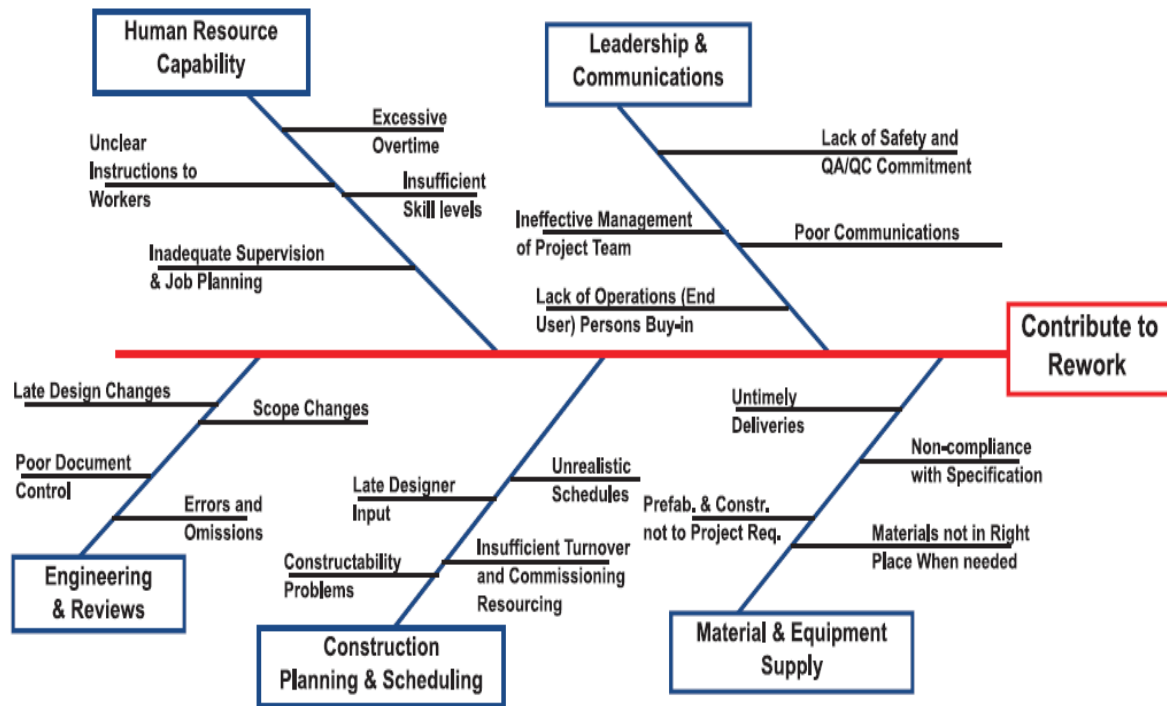 Human Resource
Capability
Leadership &
Communications
Excessive
Overtime
Unclear
Instructions to
Workers
Insufficient
Skill levels
Inadequate Supervision
& Job Planning
Lack of Safety and
QA/QC Commitment
Ineffective Management
of Project Team
Poor Communications
Lack of Operations (End
User) Persons Buy-in
Contribute to
Rework
Late Design Changes
Scope Changes
Poor Document
Control
Errors and
Omissions
Engineering
& Reviews
Unrealistic
Schedules
Late Designer
Input
Constructability
Problems
Insufficient Turnover
and Commissioning
Resourcing
Construction
Planning & Scheduling
Untimely
Deliveries
Non-compliance
with Specification
Prefab. & Constr.
not to Project Req.
Materials not in Right
Place When needed
Material & Equipment
Supply